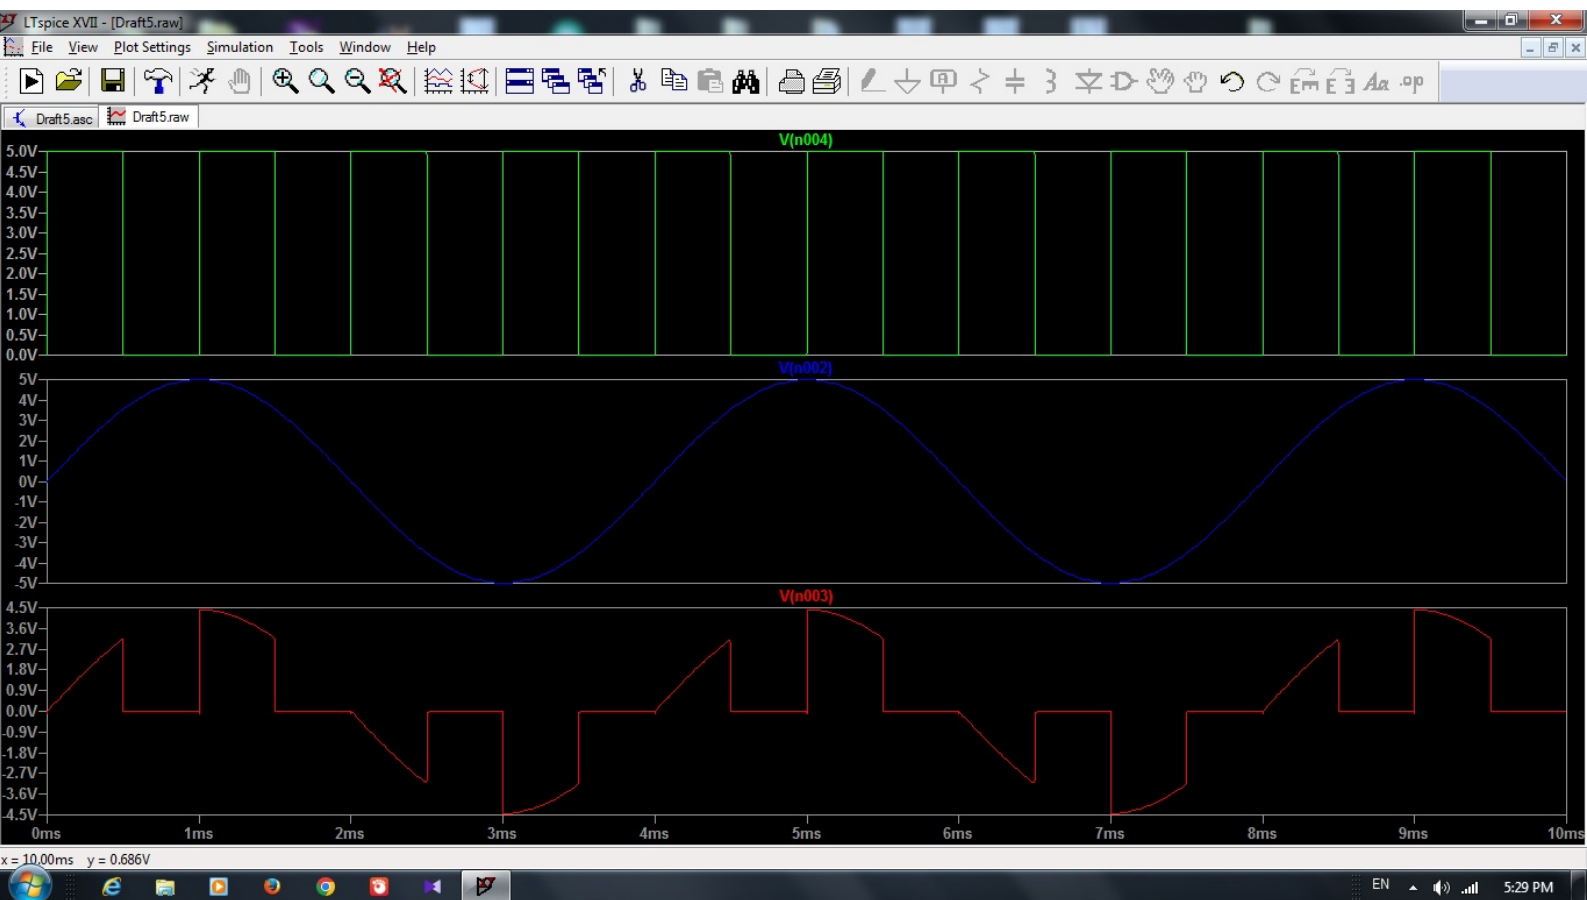 LTspice XVII - [Draft5.raw]
File View Plot Settings Simulation Tools Window Help
Draft5.asc Draft5.raw
V(n004)
5.0V
4.5V
4.0V
3.5V
3.0V
2.5V
2.0V
1.5V
1.0V
0.5V
0.0V
V(n002)
5V
4V
3V
2V
1V
0V
-1V
-2V
-3V
-4V
-5V
V(n003)
4.5V
3.6V
2.7V
1.8V
0.9V
0.0V
-0.9V
-1.8V
-2.7V
-3.6V
-4.5V
0ms 1ms 2ms 3ms 4ms 5ms 6ms 7ms 8ms 9ms 10ms
x = 10.00ms y = 0.686V
EN 5:29 PM